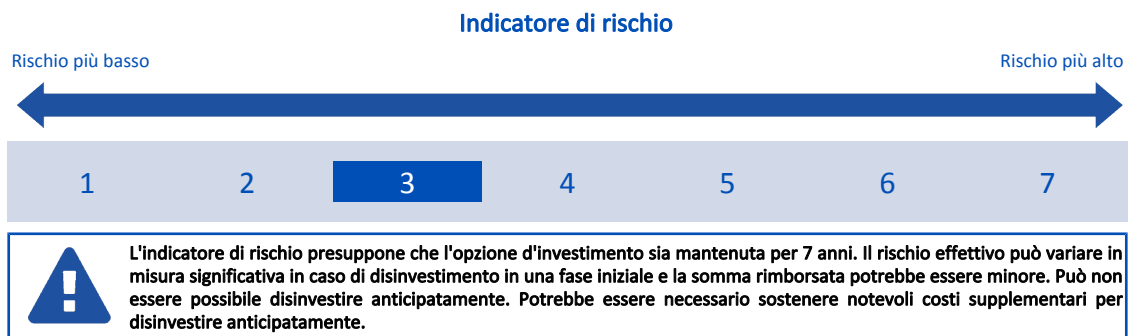 Indicatore di rischio
Rischio più basso Rischio più alto
1 2 3 4 5 6 7
L'indicatore di rischio presuppone che l'opzione d'investimento sia mantenuta per 7 anni. Il rischio effettivo può variare in
misura significativa in caso di disinvestimento in una fase iniziale e la somma rimborsata potrebbe essere minore. Può non
essere possibile disinvestire anticipatamente. Potrebbe essere necessario sostenere notevoli costi supplementari per
disinvestire anticipatamente.